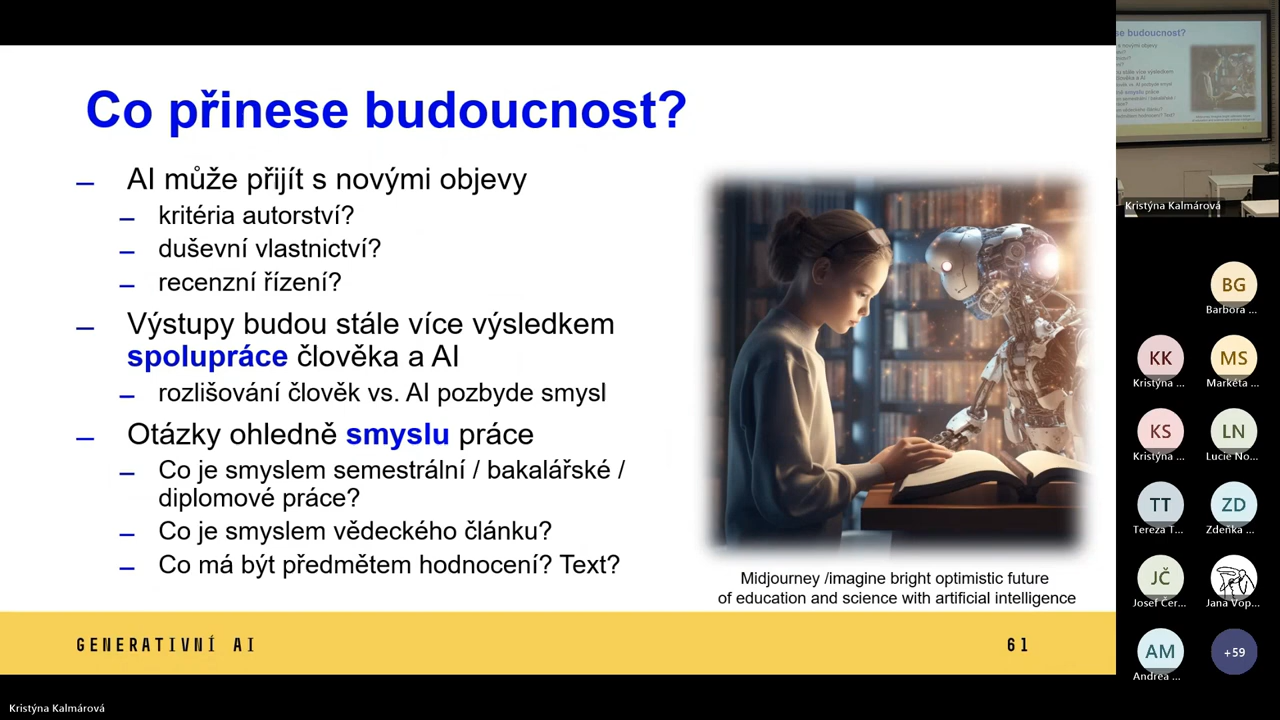 Co přinese budoucnost?
– AI může přijít s novými objevy
– kritéria autorství?
– duševní vlastnictví?
– recenzní řízení?
– Výstupy budou stále více výsledkem
spolupráce člověka a AI
– rozlišování člověk vs. AI pozbyde smysl
– Otázky ohledně smyslu práce
– Co je smyslem semestrální / bakalářské /
diplomové práce?
– Co je smyslem vědeckého článku?
– Co má být předmětem hodnocení? Text?
Midjourney /imagine bright optimistic future
of education and science with artificial intelligence
GENERATIVNÍ AI
61
Kristýna Kalmárová
se budoucnost?
Kristýna Kalmárová
BG
Barbora ...
KK
Kristýna ...
MS
Markéta ...
KS
Kristýna ...
LN
Lucie No...
TT
Tereza T...
ZD
Zdeňka ...
JČ
Josef Čer...
Jana Vop...
AM
Andrea ...
+59